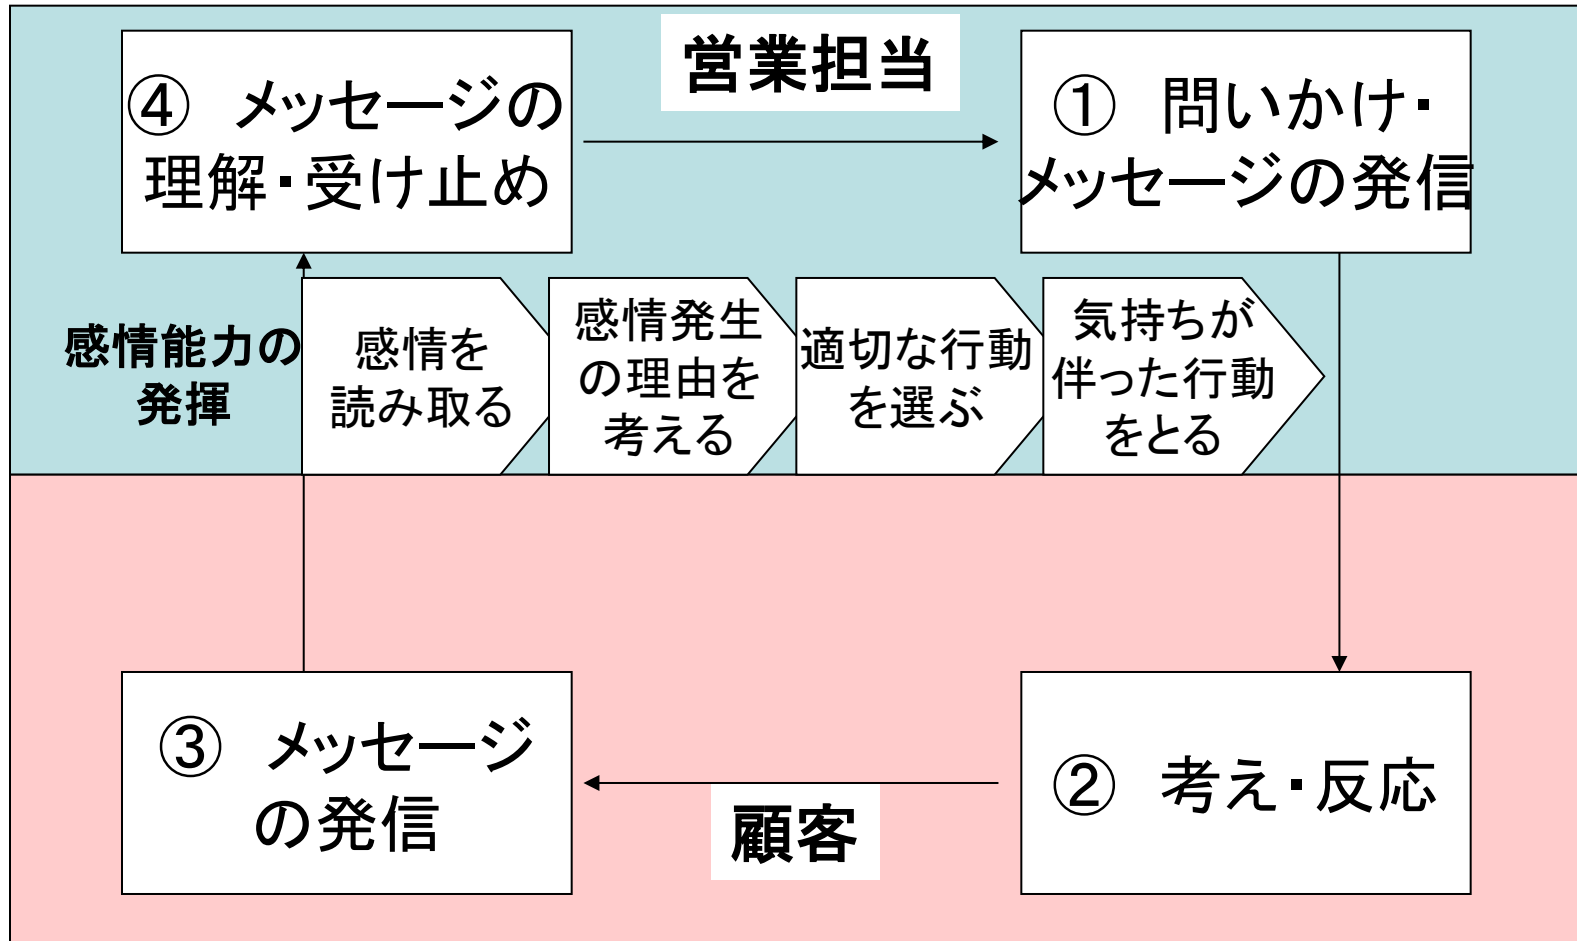 営業担当
④ メッセージの
理解・受け止め
① 問いかけ・
メッセージの発信
感情能力の
発揮
感情を
読み取る
感情発生
の理由を
考える
適切な行動
を選ぶ
気持ちが
伴った行動
をとる
③ メッセージ
の発信
② 考え・反応
顧客